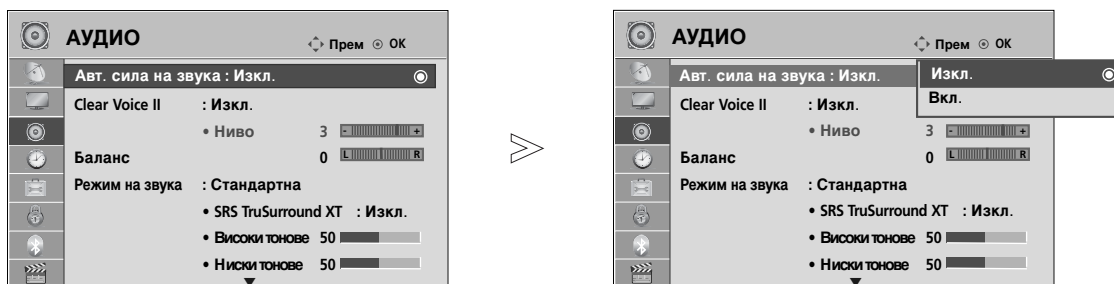 АУДИО
Прем ОК
Авт. сила на звука : Изкл.
Clear Voice II : Изкл.
• Ниво 3 - +
Баланс 0 L R
Режим на звука : Стандартна
• SRS TruSurround XT : Изкл.
• Високи тонове 50
• Ниски тонове 50
АУДИО
Прем ОК
Авт. сила на звука : Изкл.
Изкл.
Вкл.
Clear Voice II : Изкл.
• Ниво 3 - +
Баланс 0 L R
Режим на звука : Стандартна
• SRS TruSurround XT : Изкл.
• Високи тонове 50
• Ниски тонове 50